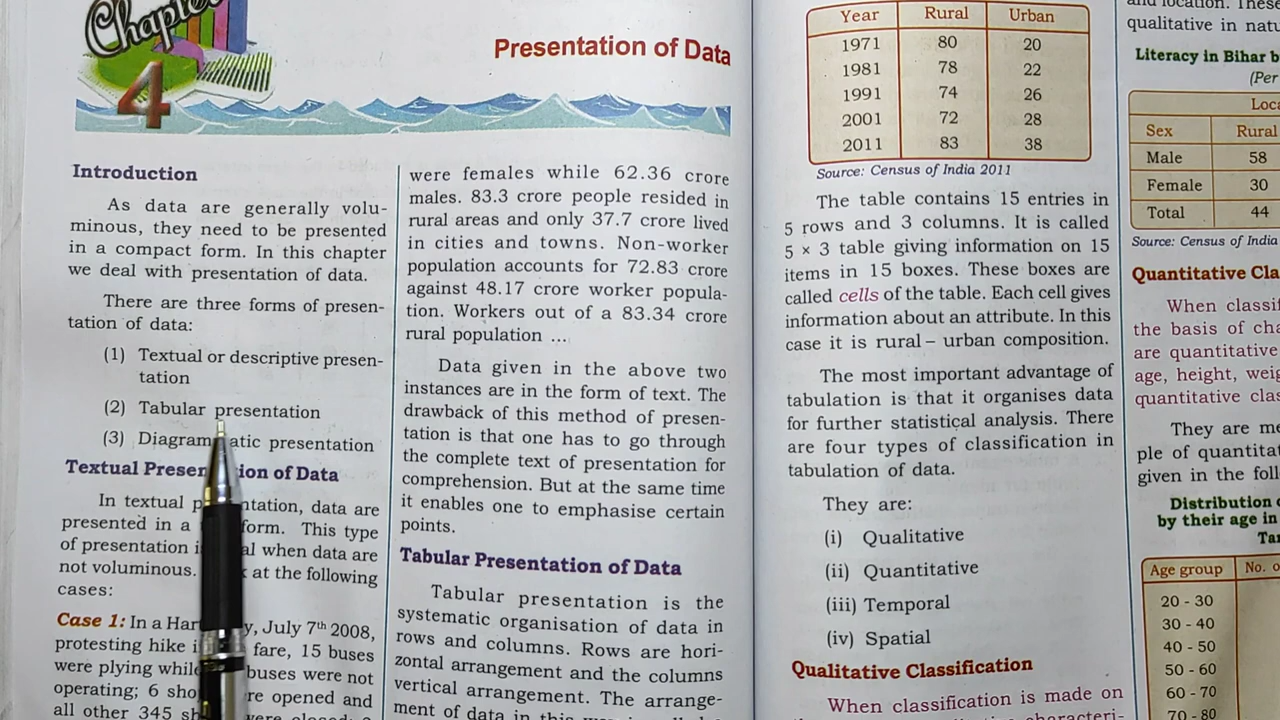 Chapter
4
Presentation of Data
Introduction
As data are generally volu-
minous, they need to be presented
in a compact form. In this chapter
we deal with presentation of data.
There are three forms of presen-
tation of data:
(1) Textual or descriptive presen-
tation
(2) Tabular presentation
(3) Diagram atic presentation
Textual Presen ion of Data
In textual p ntation, data are
presented in a form. This type
of presentation i al when data are
not voluminous. at the following
cases:
Case 1: In a Har y, July 7th 2008,
protesting hike i fare, 15 buses
were plying whil buses were not
operating; 6 sho re opened and
all other 345 sh were closed;
were females while 62.36 crore
males. 83.3 crore people resided in
rural areas and only 37.7 crore lived
in cities and towns. Non-worker
population accounts for 72.83 crore
against 48.17 crore worker popula-
tion. Workers out of a 83.34 crore
rural population ...
Data given in the above two
instances are in the form of text. The
drawback of this method of presen-
tation is that one has to go through
the complete text of presentation for
comprehension. But at the same time
it enables one to emphasise certain
points.
Tabular Presentation of Data
Tabular presentation is the
systematic organisation of data in
rows and columns. Rows are hori-
zontal arrangement and the columns
vertical arrangement. The arrange-
ment of data in this
Year Rural Urban
1971 80 20
1981 78 22
1991 74 26
2001 72 28
2011 83 38
Source: Census of India 2011
The table contains 15 entries in
5 rows and 3 columns. It is called
5 × 3 table giving information on 15
items in 15 boxes. These boxes are
called cells of the table. Each cell gives
information about an attribute. In this
case it is rural – urban composition.
The most important advantage of
tabulation is that it organises data
for further statistical analysis. There
are four types of classification in
tabulation of data.
They are:
(i) Qualitative
(ii) Quantitative
(iii) Temporal
(iv) Spatial
Qualitative Classification
When classification is made on
and location. These
qualitative in natu
Literacy in Bihar b
(Per
Loca
Sex Rural
Male 58
Female 30
Total 44
Source: Census of India
Quantitative Cla
When classif
the basis of cha
are quantitative
age, height, weig
quantitative clas
They are me
ple of quantitat
given in the foll
Distribution
by their age in
Ta
Age group No. o
20 - 30
30 - 40
40 - 50
50 - 60
60 - 70
70 - 80